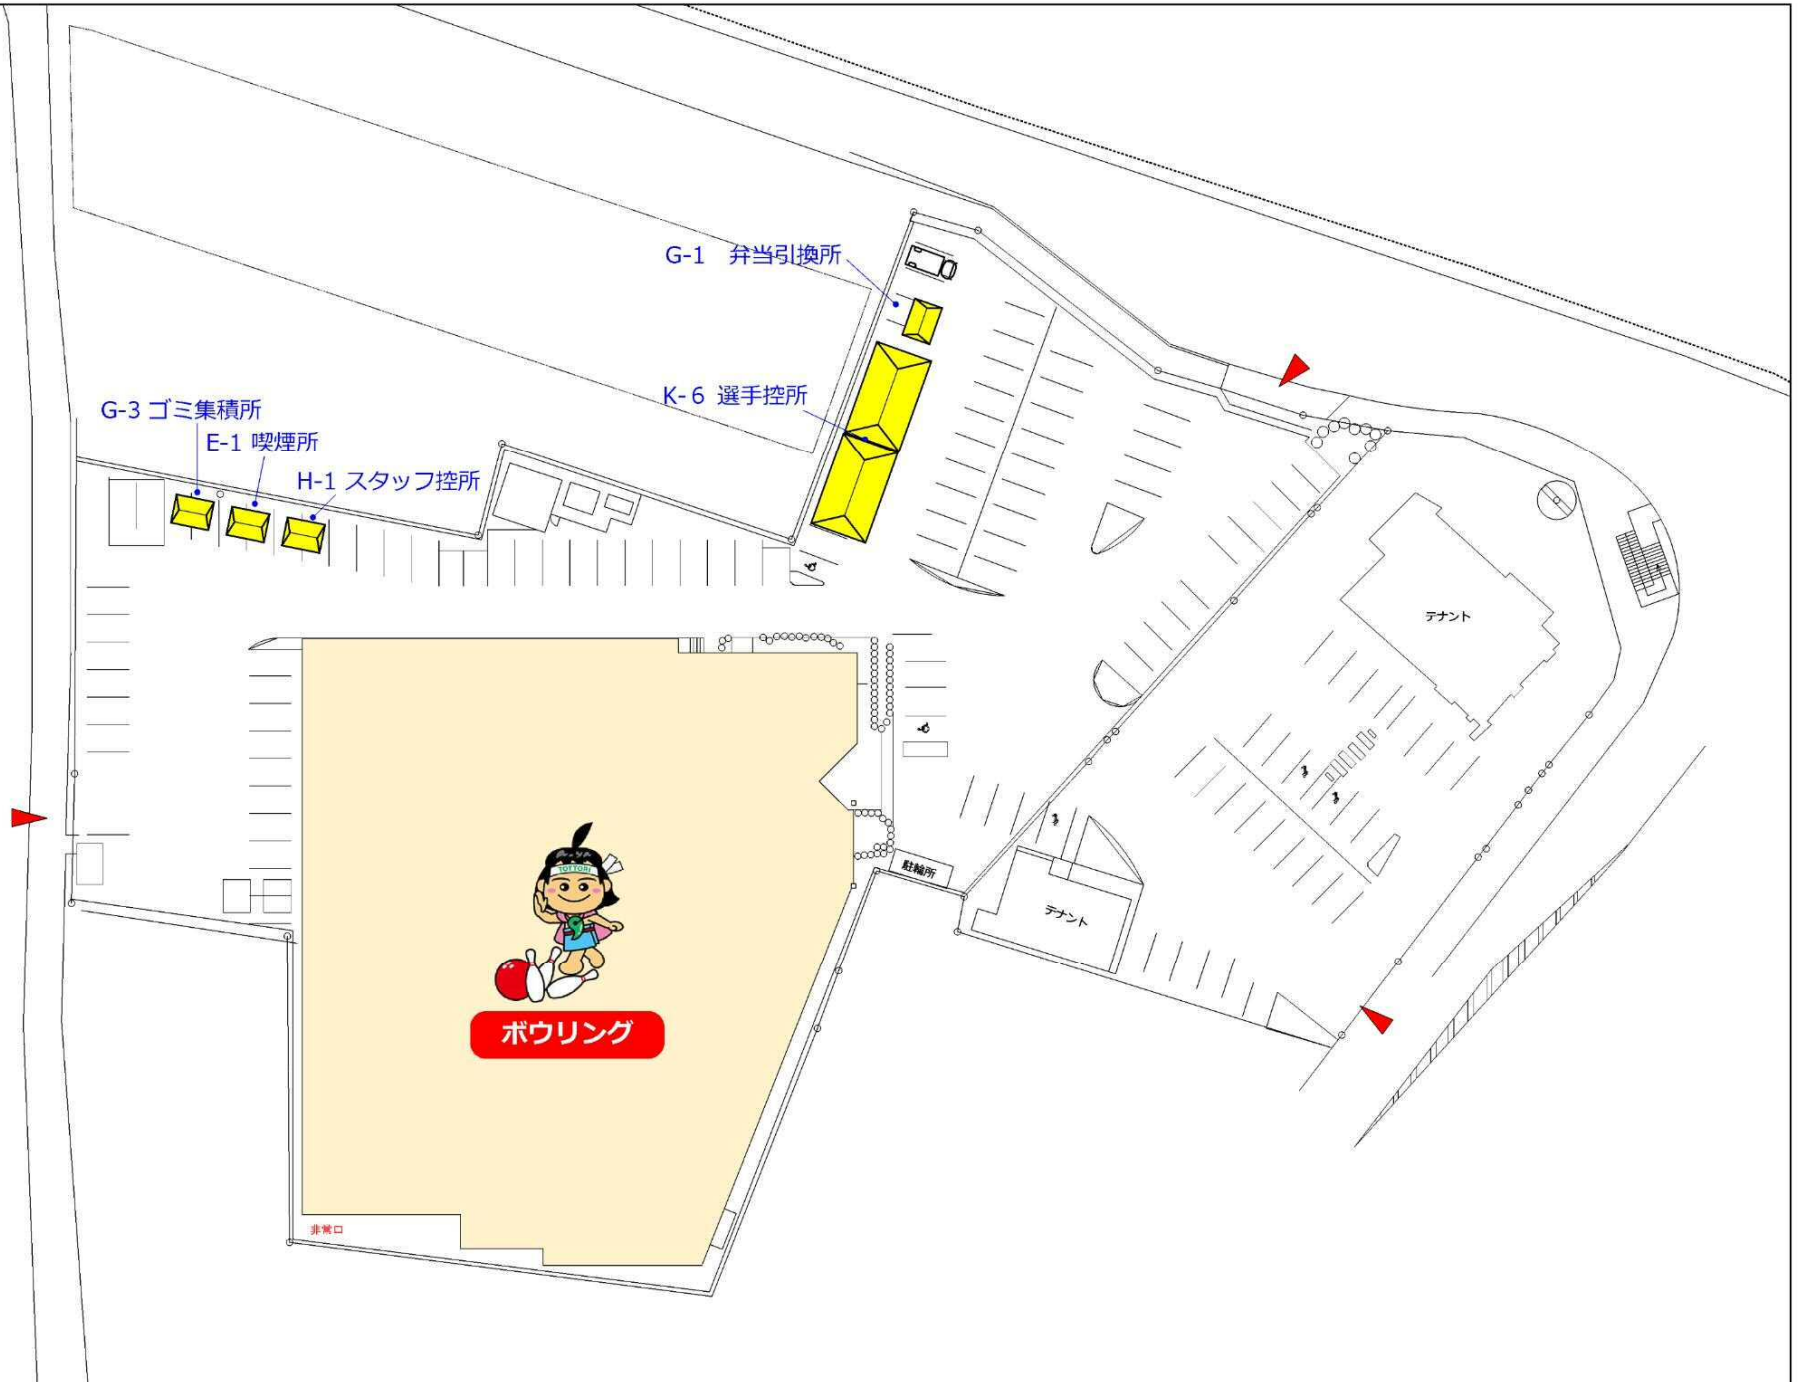 G-1　弁当引換所
K-6 選手控所
G-3 ゴミ集積所
E-1 喫煙所
H-1 スタッフ控所
テナント
駐輪所
テナント
TOTTORI
ボウリング
非常口